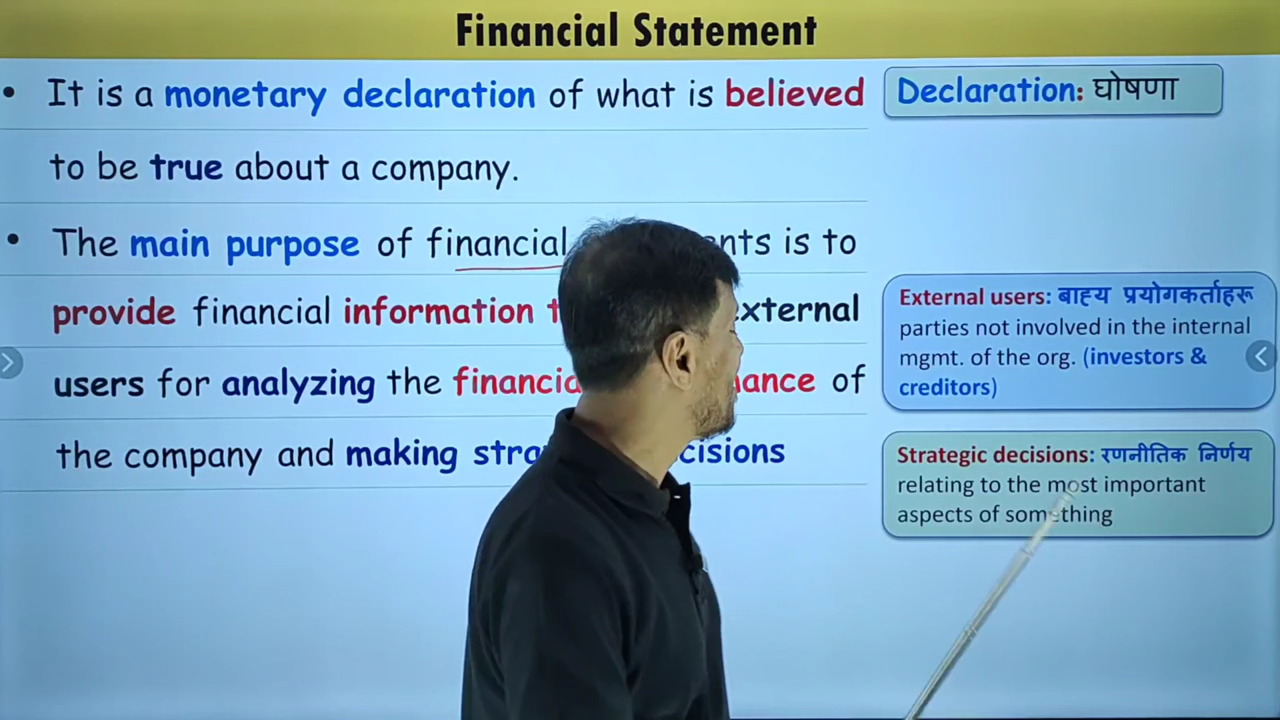 Financial Statement
• It is a monetary declaration of what is believed
to be true about a company.
• The main purpose of financial is to
provide financial information external
users for analyzing the of
the company and making
Declaration: घोषणा
External users: बाह्य प्रयोगकर्ताहरू
parties not involved in the internal
mgmt. of the org. (investors &
creditors)
Strategic decisions: रणनीतिक निर्णय
relating to the most important
aspects of something